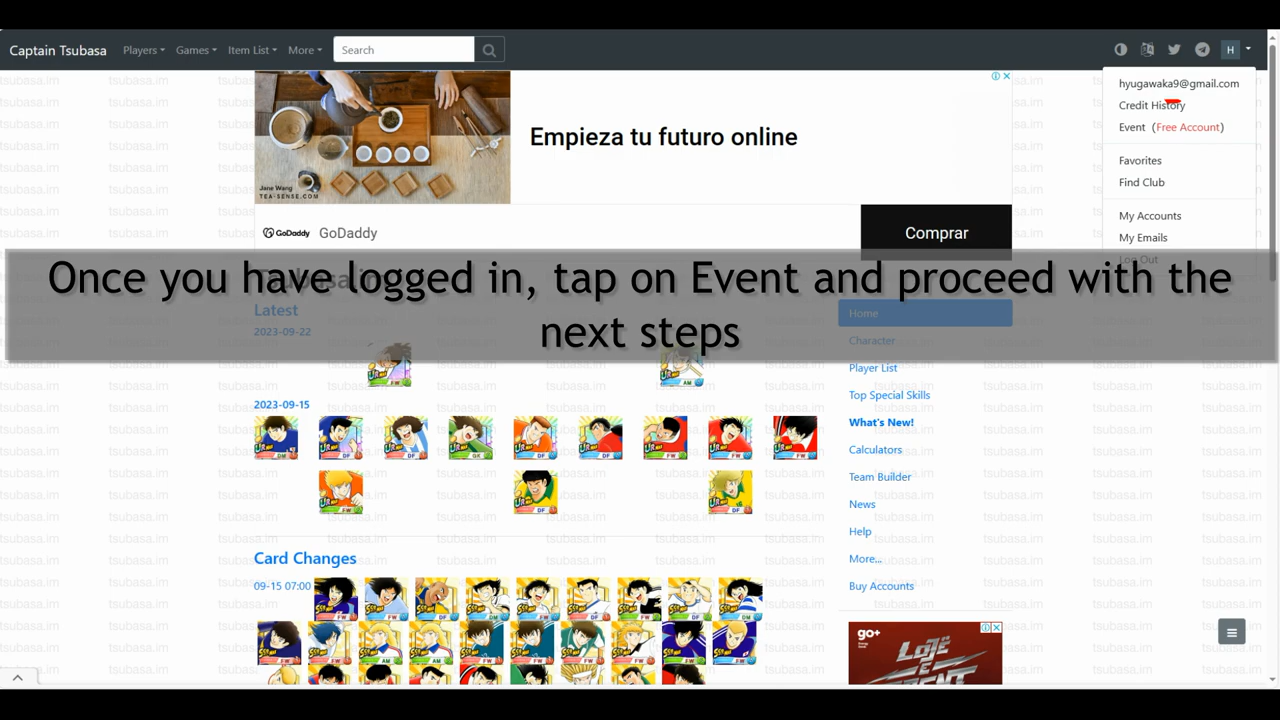 Captain Tsubasa Players Games Item List More Search H
hyugawaka9@gmail.com
Credit History
Event (Free Account)
Favorites
Find Club
My Accounts
My Emails
Log Out
Jane Wang
TEA-SENSE.COM
Empieza tu futuro online
GoDaddy GoDaddy
Comprar
Once you have logged in, tap on Event and proceed with the
next steps
Latest
2023-09-22
2023-09-15
Card Changes
09-15 07:00
Home
Character
Player List
Top Special Skills
What's New!
Calculators
Team Builder
News
Help
More...
Buy Accounts
go+
tsubasa.im